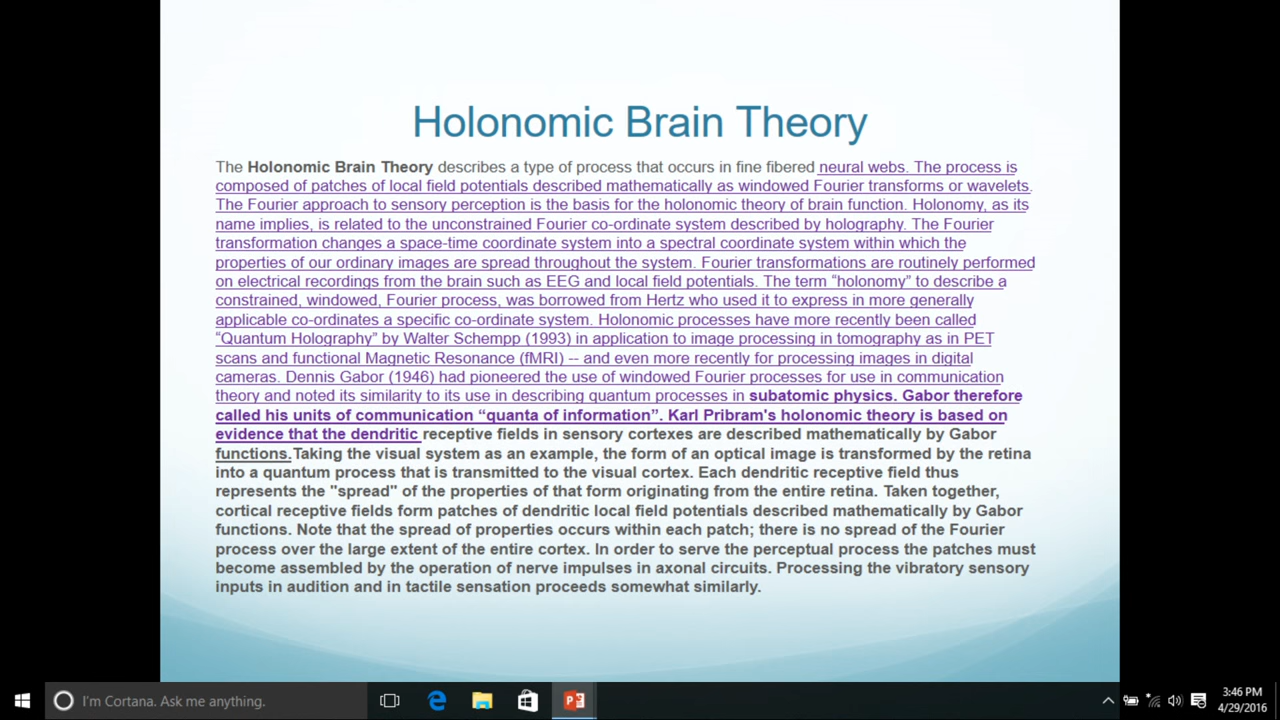 Holonomic Brain Theory
The Holonomic Brain Theory describes a type of process that occurs in fine fibered neural webs. The process is
composed of patches of local field potentials described mathematically as windowed Fourier transforms or wavelets.
The Fourier approach to sensory perception is the basis for the holonomic theory of brain function. Holonomy, as its
name implies, is related to the unconstrained Fourier co-ordinate system described by holography. The Fourier
transformation changes a space-time coordinate system into a spectral coordinate system within which the
properties of our ordinary images are spread throughout the system. Fourier transformations are routinely performed
on electrical recordings from the brain such as EEG and local field potentials. The term “holonomy” to describe a
constrained, windowed, Fourier process, was borrowed from Hertz who used it to express in more generally
applicable co-ordinates a specific co-ordinate system. Holonomic processes have more recently been called
“Quantum Holography” by Walter Schempp (1993) in application to image processing in tomography as in PET
scans and functional Magnetic Resonance (fMRI) -- and even more recently for processing images in digital
cameras. Dennis Gabor (1946) had pioneered the use of windowed Fourier processes for use in communication
theory and noted its similarity to its use in describing quantum processes in subatomic physics. Gabor therefore
called his units of communication “quanta of information”. Karl Pribram's holonomic theory is based on
evidence that the dendritic receptive fields in sensory cortexes are described mathematically by Gabor
functions.Taking the visual system as an example, the form of an optical image is transformed by the retina
into a quantum process that is transmitted to the visual cortex. Each dendritic receptive field thus
represents the "spread" of the properties of that form originating from the entire retina. Taken together,
cortical receptive fields form patches of dendritic local field potentials described mathematically by Gabor
functions. Note that the spread of properties occurs within each patch; there is no spread of the Fourier
process over the large extent of the entire cortex. In order to serve the perceptual process the patches must
become assembled by the operation of nerve impulses in axonal circuits. Processing the vibratory sensory
inputs in audition and in tactile sensation proceeds somewhat similarly.
I'm Cortana. Ask me anything.
3:46 PM
4/29/2016